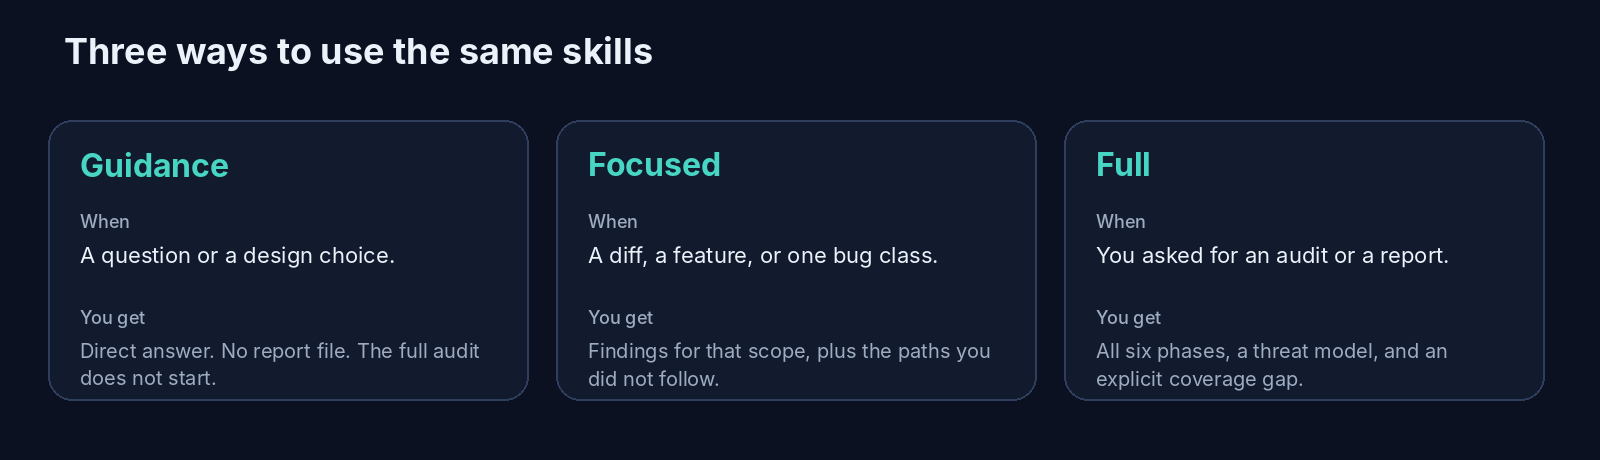 Three ways to use the same skills
Guidance
When
A question or a design choice.
You get
Direct answer. No report file. The full audit
does not start.
Focused
When
A diff, a feature, or one bug class.
You get
Findings for that scope, plus the paths you
did not follow.
Full
When
You asked for an audit or a report.
You get
All six phases, a threat model, and an
explicit coverage gap.